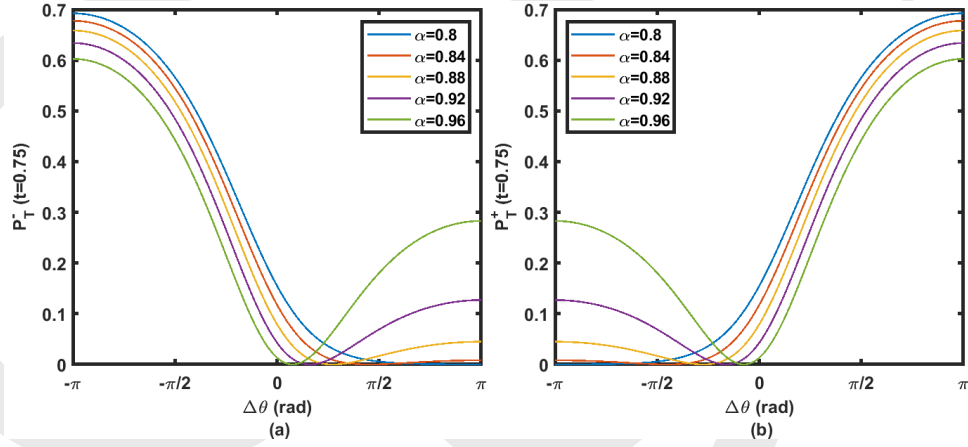 0.7
0.6
0.5
0.4
0.3
0.2
0.1
0
P_T^- (t=0.75)
α=0.8
α=0.84
α=0.88
α=0.92
α=0.96
-π
-π/2
0
π/2
π
Δθ (rad)
(a)
0.7
0.6
0.5
0.4
0.3
0.2
0.1
0
P_T^+ (t=0.75)
α=0.8
α=0.84
α=0.88
α=0.92
α=0.96
-π
-π/2
0
π/2
π
Δθ (rad)
(b)